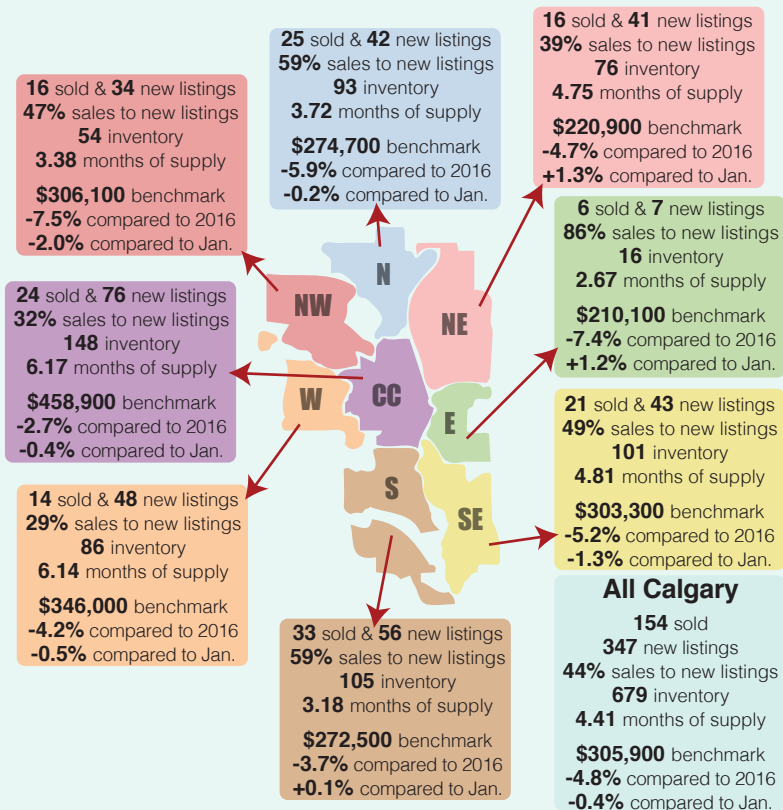 25 sold & 42 new listings
59% sales to new listings
93 inventory
3.72 months of supply
$274,700 benchmark
-5.9% compared to 2016
-0.2% compared to Jan.
16 sold & 41 new listings
39% sales to new listings
76 inventory
4.75 months of supply
$220,900 benchmark
-4.7% compared to 2016
+1.3% compared to Jan.
16 sold & 34 new listings
47% sales to new listings
54 inventory
3.38 months of supply
$306,100 benchmark
-7.5% compared to 2016
-2.0% compared to Jan.
6 sold & 7 new listings
86% sales to new listings
16 inventory
2.67 months of supply
$210,100 benchmark
-7.4% compared to 2016
+1.2% compared to Jan.
N
NW
NE
W
CC
E
S
SE
24 sold & 76 new listings
32% sales to new listings
148 inventory
6.17 months of supply
$458,900 benchmark
-2.7% compared to 2016
-0.4% compared to Jan.
21 sold & 43 new listings
49% sales to new listings
101 inventory
4.81 months of supply
$303,300 benchmark
-5.2% compared to 2016
-1.3% compared to Jan.
14 sold & 48 new listings
29% sales to new listings
86 inventory
6.14 months of supply
$346,000 benchmark
-4.2% compared to 2016
-0.5% compared to Jan.
33 sold & 56 new listings
59% sales to new listings
105 inventory
3.18 months of supply
$272,500 benchmark
-3.7% compared to 2016
+0.1% compared to Jan.
All Calgary
154 sold
347 new listings
44% sales to new listings
679 inventory
4.41 months of supply
$305,900 benchmark
-4.8% compared to 2016
-0.4% compared to Jan.